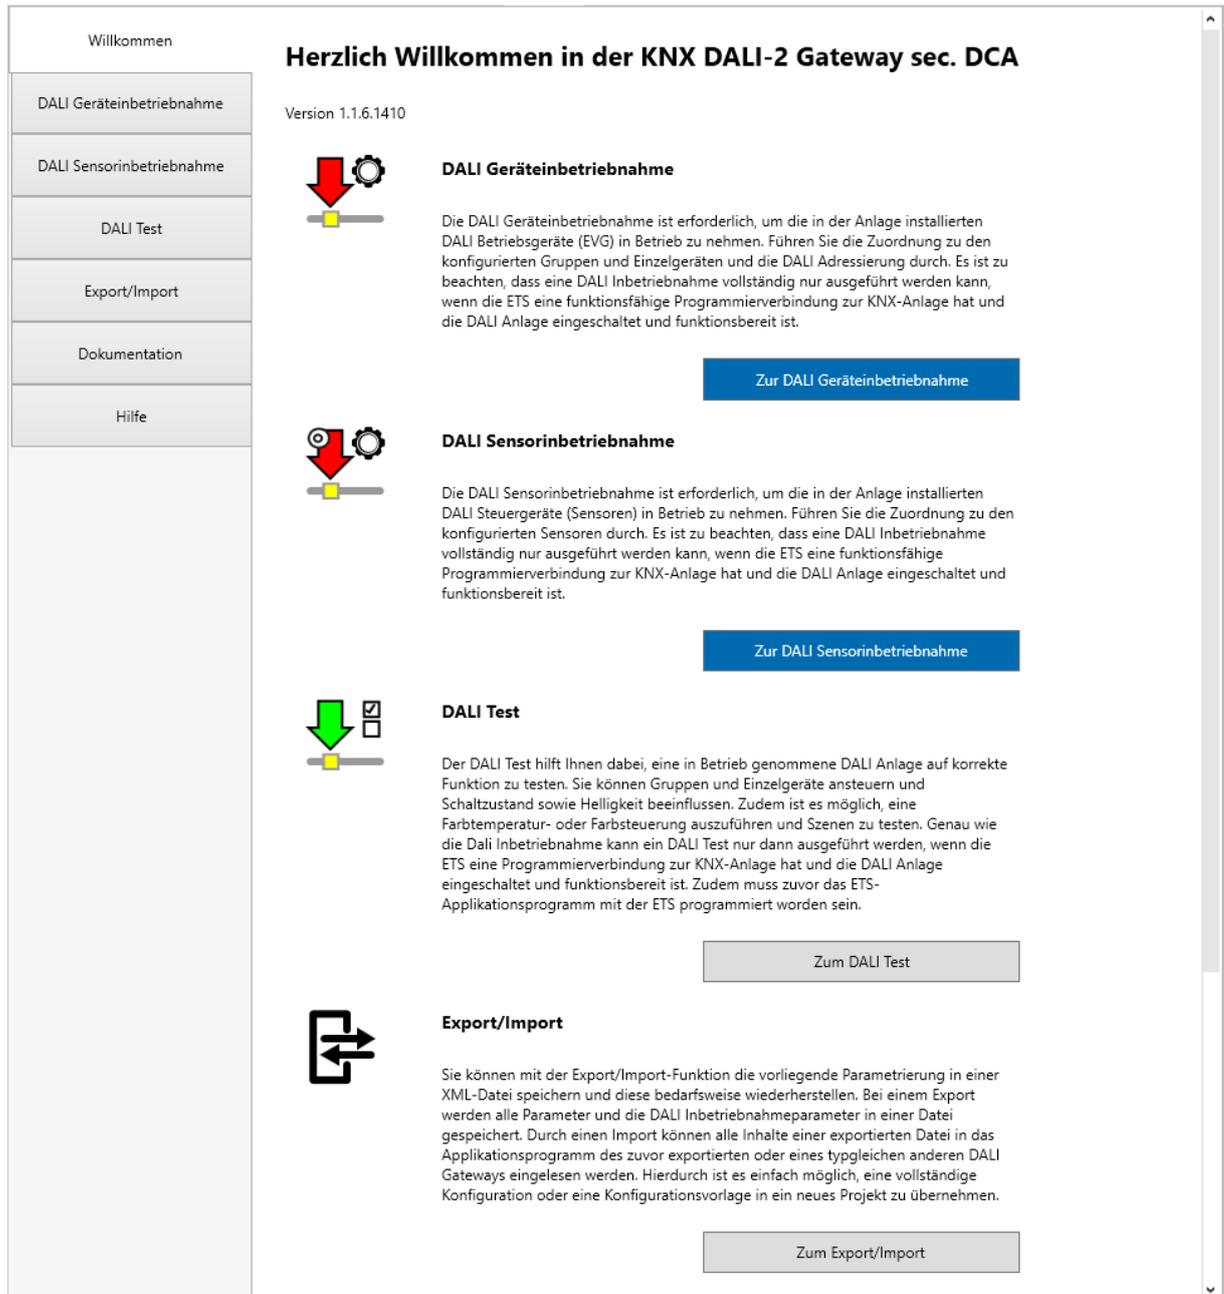 Willkommen
DALI Geräteinbetriebnahme
DALI Sensorinbetriebnahme
DALI Test
Export/Import
Dokumentation
Hilfe
Herzlich Willkommen in der KNX DALI-2 Gateway sec. DCA
Version 1.1.6.1410
DALI Geräteinbetriebnahme
Die DALI Geräteinbetriebnahme ist erforderlich, um die in der Anlage installierten
DALI Betriebsgeräte (EVG) in Betrieb zu nehmen. Führen Sie die Zuordnung zu den
konfigurierten Gruppen und Einzelgeräten und die DALI Adressierung durch. Es ist zu
beachten, dass eine DALI Inbetriebnahme vollständig nur ausgeführt werden kann,
wenn die ETS eine funktionsfähige Programmierverbindung zur KNX-Anlage hat und
die DALI Anlage eingeschaltet und funktionsbereit ist.
Zur DALI Geräteinbetriebnahme
DALI Sensorinbetriebnahme
Die DALI Sensorinbetriebnahme ist erforderlich, um die in der Anlage installierten
DALI Steuergeräte (Sensoren) in Betrieb zu nehmen. Führen Sie die Zuordnung zu den
konfigurierten Sensoren durch. Es ist zu beachten, dass eine DALI Inbetriebnahme
vollständig nur ausgeführt werden kann, wenn die ETS eine funktionsfähige
Programmierverbindung zur KNX-Anlage hat und die DALI Anlage eingeschaltet und
funktionsbereit ist.
Zur DALI Sensorinbetriebnahme
DALI Test
Der DALI Test hilft Ihnen dabei, eine in Betrieb genommene DALI Anlage auf korrekte
Funktion zu testen. Sie können Gruppen und Einzelgeräte ansteuern und
Schaltzustand sowie Helligkeit beeinflussen. Zudem ist es möglich, eine
Farbtemperatur- oder Farbsteuerung auszuführen und Szenen zu testen. Genau wie
die Dali Inbetriebnahme kann ein DALI Test nur dann ausgeführt werden, wenn die
ETS eine Programmierverbindung zur KNX-Anlage hat und die DALI Anlage
eingeschaltet und funktionsbereit ist. Zudem muss zuvor das ETS-
Applikationsprogramm mit der ETS programmiert worden sein.
Zum DALI Test
Export/Import
Sie können mit der Export/Import-Funktion die vorliegende Parametrierung in einer
XML-Datei speichern und diese bedarfsweise wiederherstellen. Bei einem Export
werden alle Parameter und die DALI Inbetriebnahmeparameter in einer Datei
gespeichert. Durch einen Import können alle Inhalte einer exportierten Datei in das
Applikationsprogramm des zuvor exportierten oder eines typgleichen anderen DALI
Gateways eingelesen werden. Hierdurch ist es einfach möglich, eine vollständige
Konfiguration oder eine Konfigurationsvorlage in ein neues Projekt zu übernehmen.
Zum Export/Import